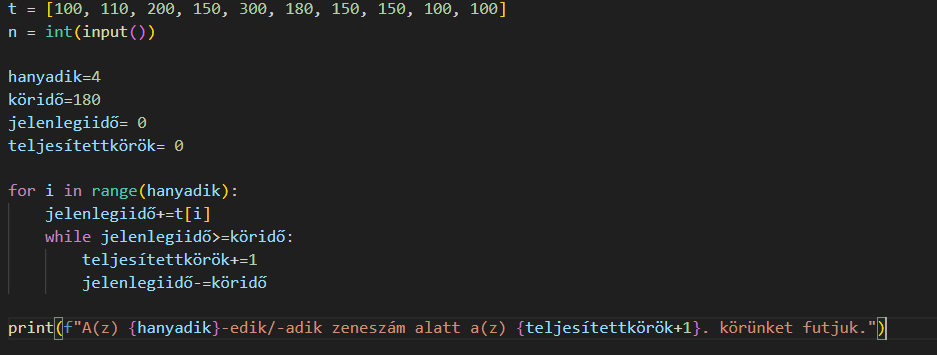 t = [100, 110, 200, 150, 300, 180, 150, 150, 100, 100]
n = int(input())
hanyadik=4
köridő=180
jelenlegiidő= 0
teljesítettkörök= 0
for i in range(hanyadik):
jelenlegiidő+=t[i]
while jelenlegiidő>=köridő:
teljesítettkörök+=1
jelenlegiidő-=köridő
print(f"A(z) {hanyadik}-edik/-adik zeneszám alatt a(z) {teljesítettkörök+1}. körünket futjuk.")